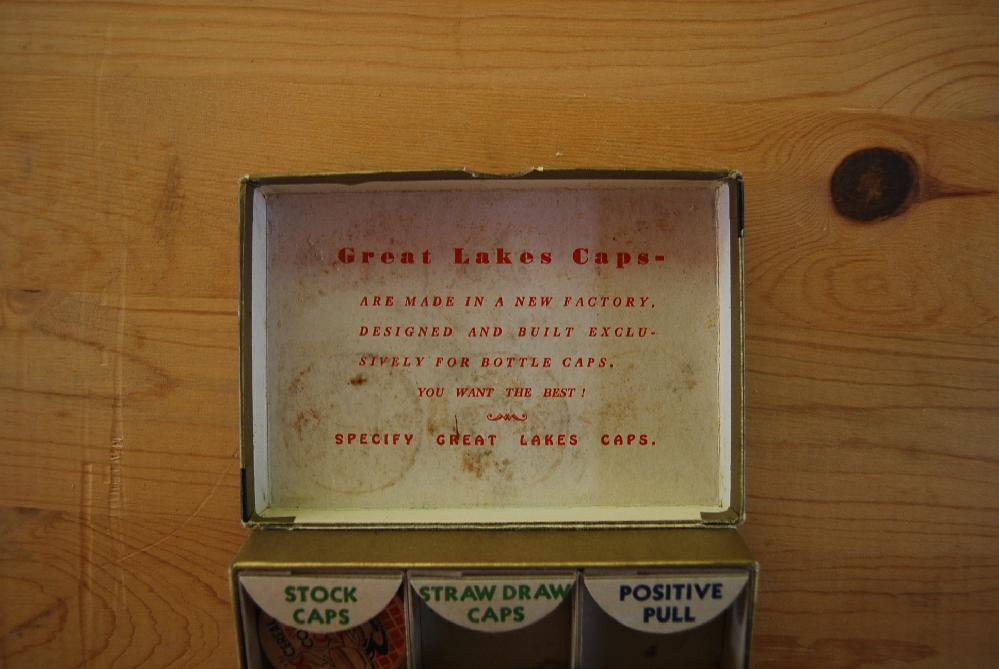 Great Lakes Caps-
ARE MADE IN A NEW FACTORY,
DESIGNED AND BUILT EXCLU-
SIVELY FOR BOTTLE CAPS.
YOU WANT THE BEST!
SPECIFY GREAT LAKES CAPS.
STOCK
CAPS
STRAW DRAW
CAPS
POSITIVE
PULL
CEREAL